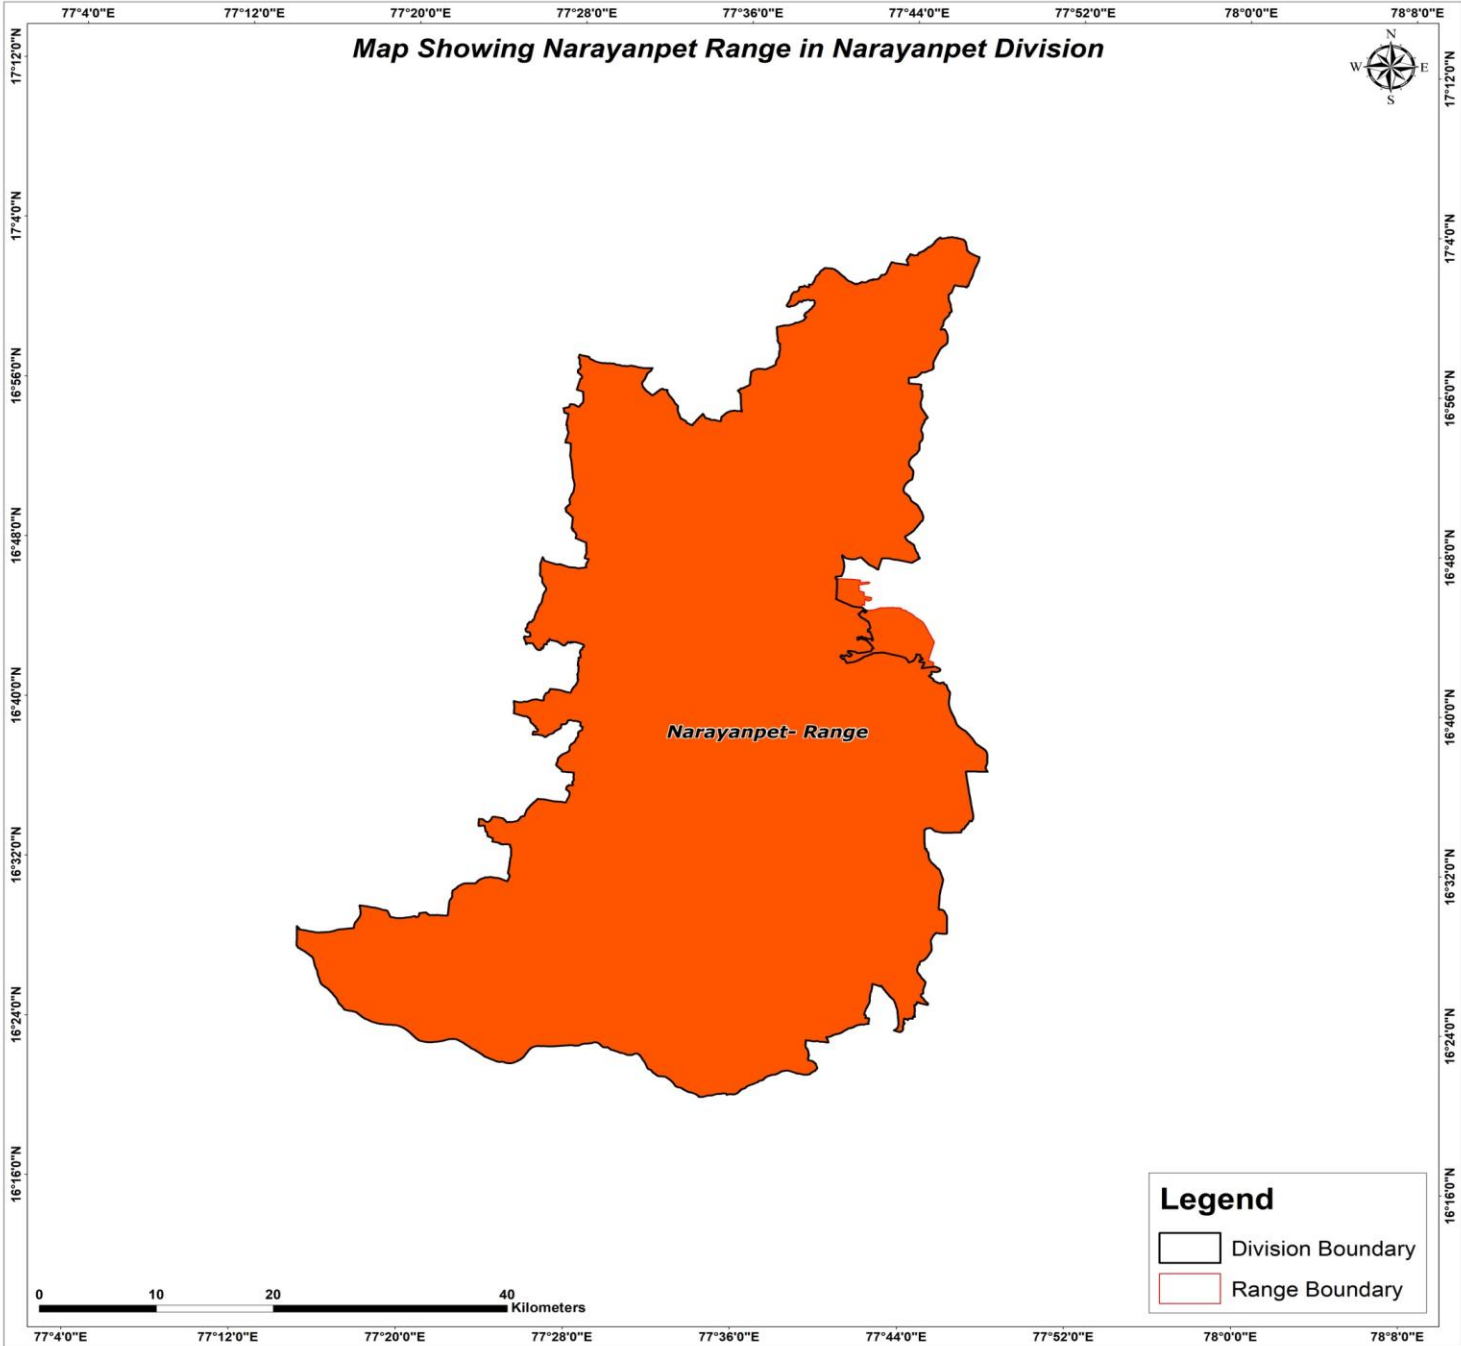 77°4'0"E 77°12'0"E 77°20'0"E 77°28'0"E 77°36'0"E 77°44'0"E 77°52'0"E 78°0'0"E 78°8'0"E
Map Showing Narayanpet Range in Narayanpet Division
N
W E
S
17°12'0"N 17°12'0"N
17°4'0"N 17°4'0"N
16°56'0"N 16°56'0"N
16°48'0"N 16°48'0"N
16°40'0"N 16°40'0"N
Narayanpet- Range
16°32'0"N 16°32'0"N
16°24'0"N 16°24'0"N
16°16'0"N 16°16'0"N
Legend
Division Boundary
Range Boundary
0 10 20 40
Kilometers
77°4'0"E 77°12'0"E 77°20'0"E 77°28'0"E 77°36'0"E 77°44'0"E 77°52'0"E 78°0'0"E 78°8'0"E